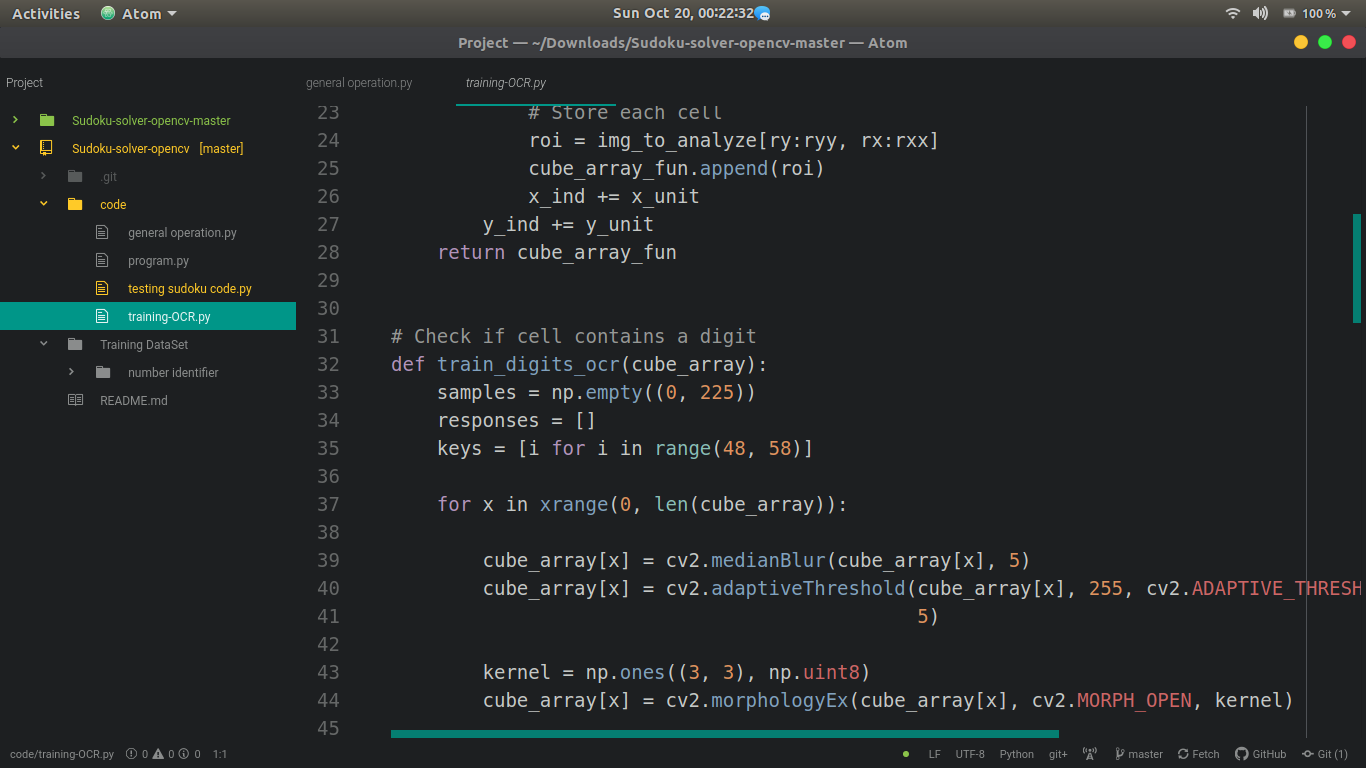 Activities Atom Sun Oct 20, 00:22:32 100%
Project — ~/Downloads/Sudoku-solver-opencv-master — Atom
Project
general operation.py training-OCR.py
Sudoku-solver-opencv-master
Sudoku-solver-opencv [master]
.git
code
general operation.py
program.py
testing sudoku code.py
training-OCR.py
Training DataSet
number identifier
README.md
23 # Store each cell
24 roi = img_to_analyze[ry:ryy, rx:rxx]
25 cube_array_fun.append(roi)
26 x_ind += x_unit
27 y_ind += y_unit
28 return cube_array_fun
29
30
31 # Check if cell contains a digit
32 def train_digits_ocr(cube_array):
33 samples = np.empty((0, 225))
34 responses = []
35 keys = [i for i in range(48, 58)]
36
37 for x in xrange(0, len(cube_array)):
38
39 cube_array[x] = cv2.medianBlur(cube_array[x], 5)
40 cube_array[x] = cv2.adaptiveThreshold(cube_array[x], 255, cv2.ADAPTIVE_THRESH
41 5)
42
43 kernel = np.ones((3, 3), np.uint8)
44 cube_array[x] = cv2.morphologyEx(cube_array[x], cv2.MORPH_OPEN, kernel)
45
code/training-OCR.py 0 0 0 1:1 LF UTF-8 Python git+ master Fetch GitHub Git (1)